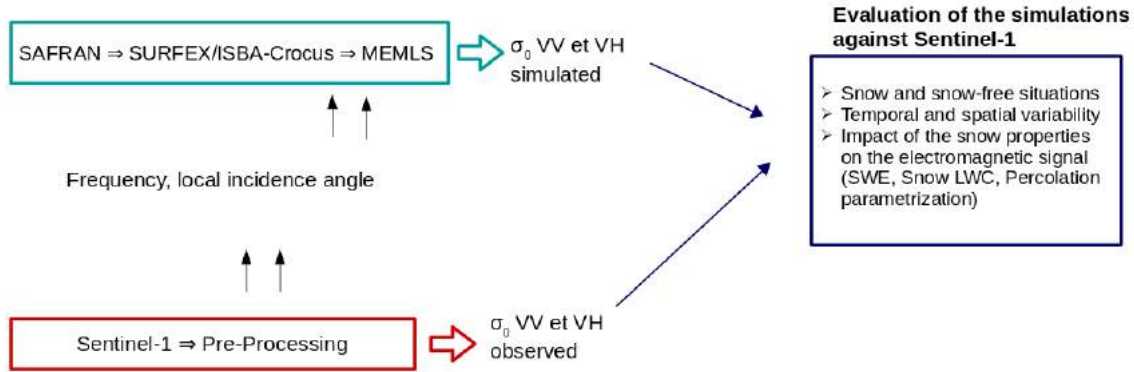 SAFRAN ⇒ SURFEX/ISBA-Crocus ⇒ MEMLS
σ₀ VV et VH
simulated
Frequency, local incidence angle
Sentinel-1 ⇒ Pre-Processing
σ₀ VV et VH
observed
Evaluation of the simulations
against Sentinel-1
➢ Snow and snow-free situations
➢ Temporal and spatial variability
➢ Impact of the snow properties
on the electromagnetic signal
(SWE, Snow LWC, Percolation
parametrization)